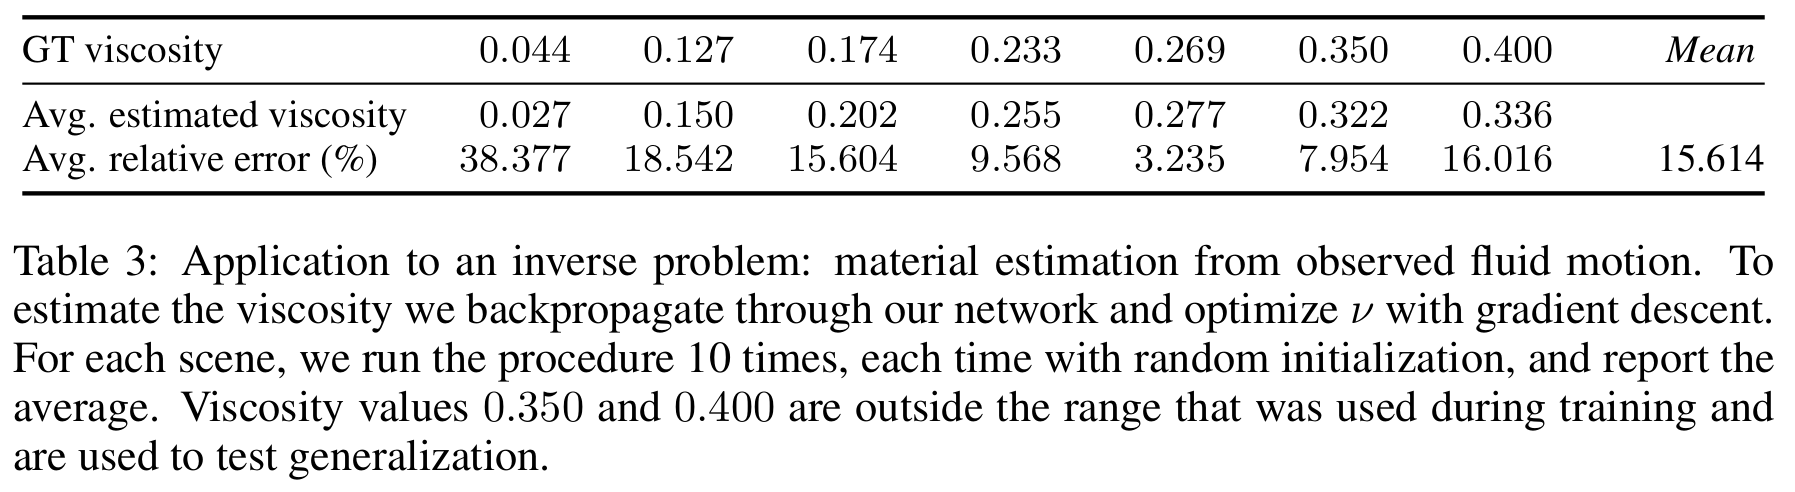 GT viscosity 0.044 0.127 0.174 0.233 0.269 0.350 0.400 Mean
Avg. estimated viscosity 0.027 0.150 0.202 0.255 0.277 0.322 0.336
Avg. relative error (%) 38.377 18.542 15.604 9.568 3.235 7.954 16.016 15.614
Table 3: Application to an inverse problem: material estimation from observed fluid motion. To
estimate the viscosity we backpropagate through our network and optimize ν with gradient descent.
For each scene, we run the procedure 10 times, each time with random initialization, and report the
average. Viscosity values 0.350 and 0.400 are outside the range that was used during training and
are used to test generalization.